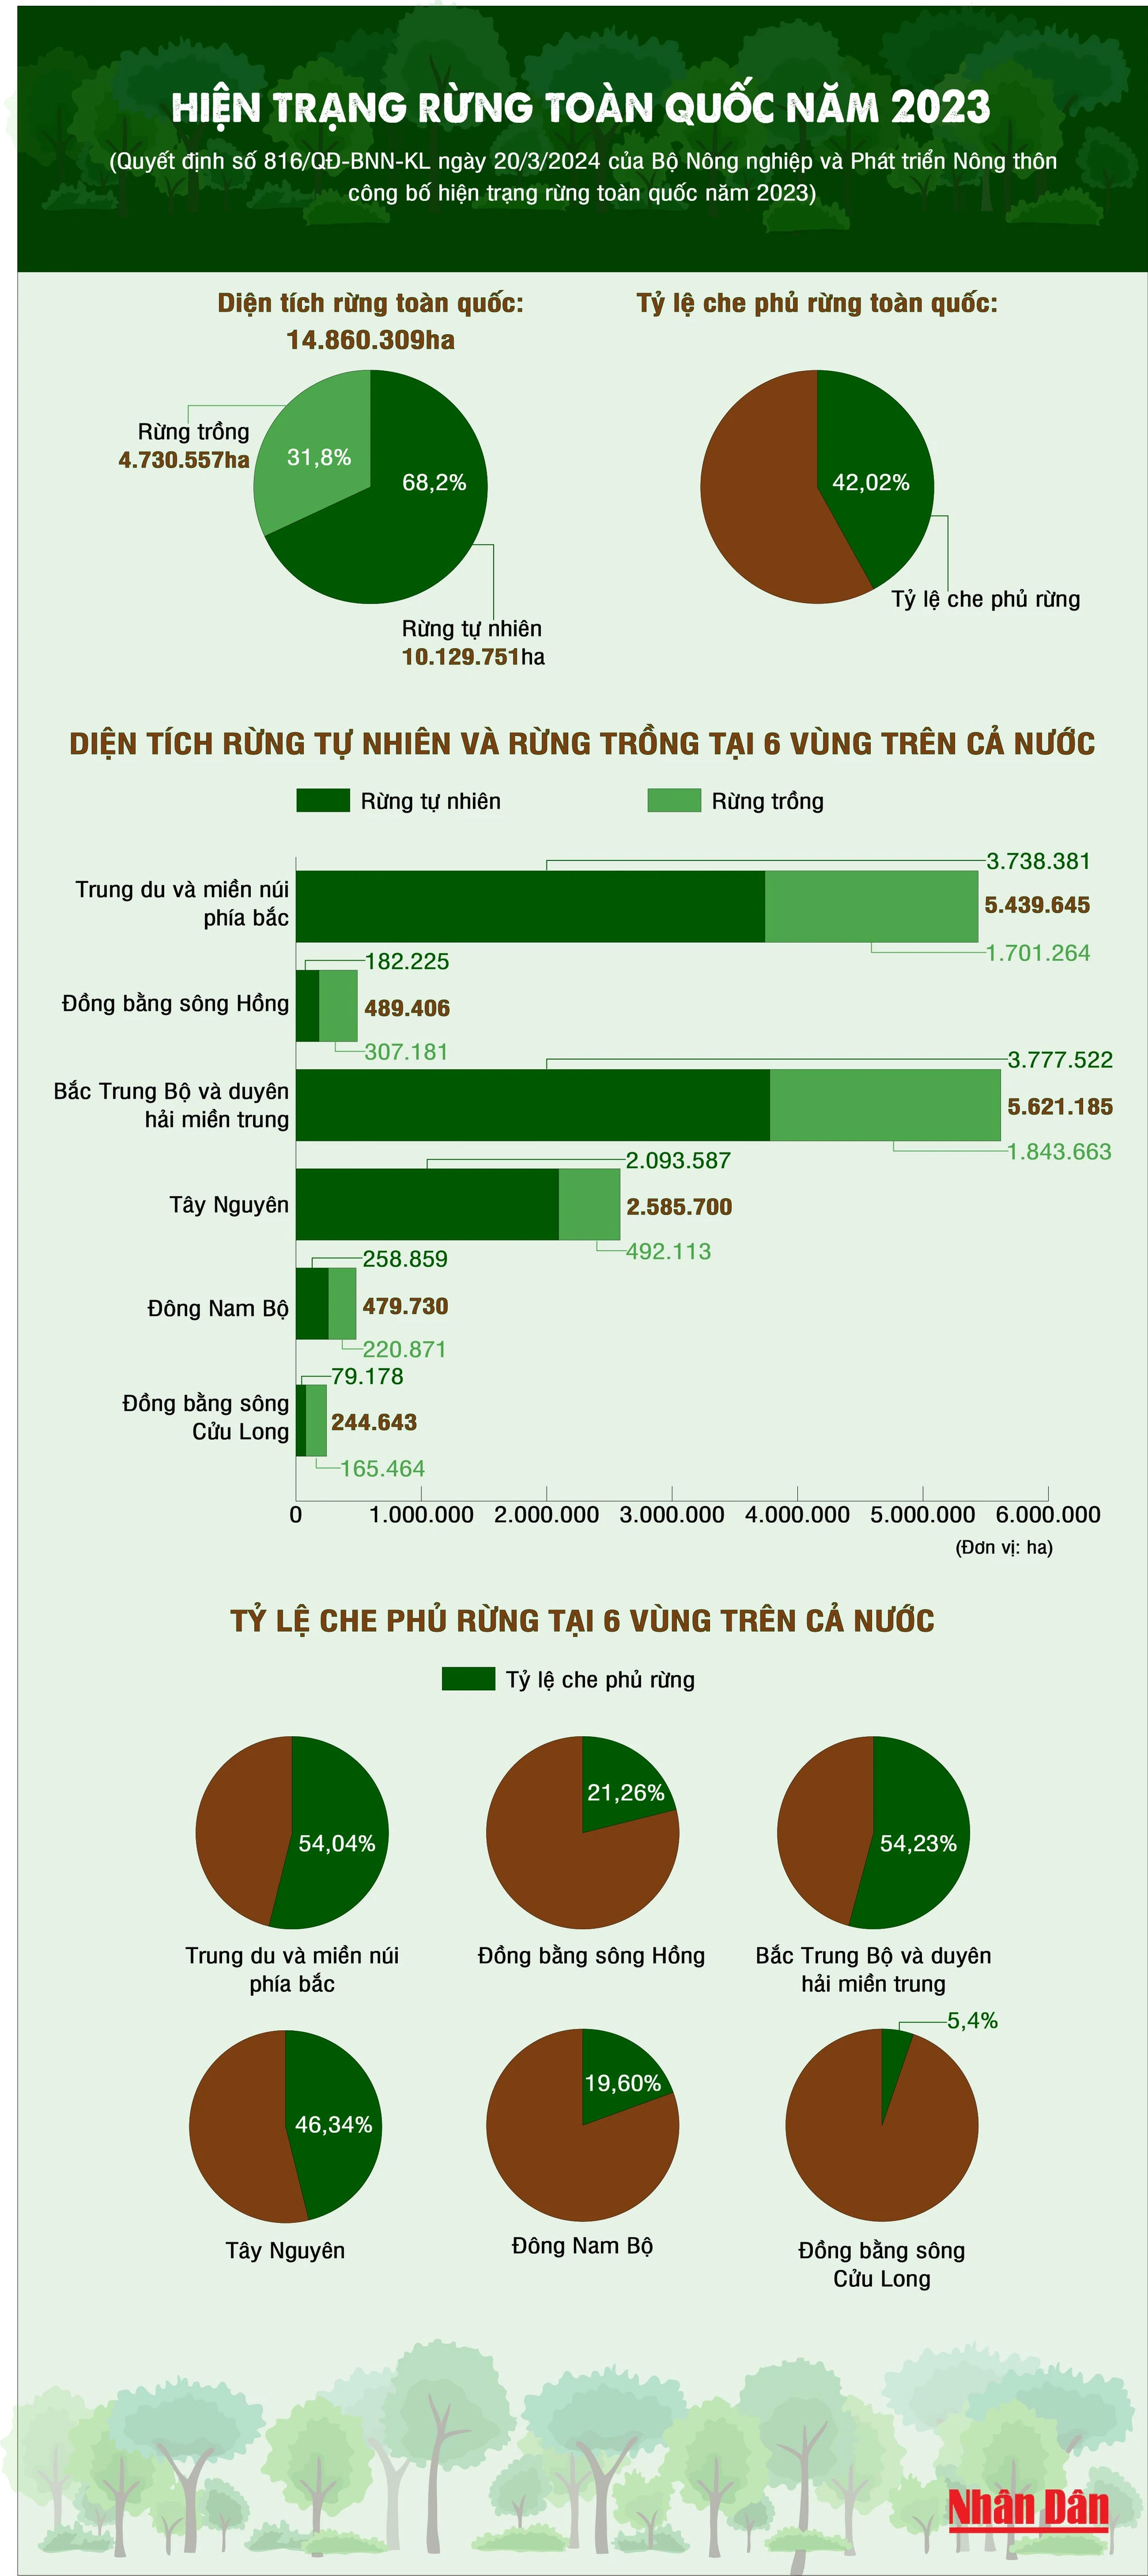 HIỆN TRẠNG RỪNG TOÀN QUỐC NĂM 2023
(Quyết định số 816/QĐ-BNN-KL ngày 20/3/2024 của Bộ Nông nghiệp và Phát triển Nông thôn
công bố hiện trạng rừng toàn quốc năm 2023)
Diện tích rừng toàn quốc:
14.860.309ha
Rừng trồng
4.730.557ha
31,8%
68,2%
Rừng tự nhiên
10.129.751ha
Tỷ lệ che phủ rừng toàn quốc:
42,02%
Tỷ lệ che phủ rừng
DIỆN TÍCH RỪNG TỰ NHIÊN VÀ RỪNG TRỒNG TẠI 6 VÙNG TRÊN CẢ NƯỚC
Rừng tự nhiên
Rừng trồng
Trung du và miền núi
phía bắc
3.738.381
5.439.645
1.701.264
Đồng bằng sông Hồng
182.225
489.406
307.181
Bắc Trung Bộ và duyên
hải miền trung
3.777.522
5.621.185
1.843.663
Tây Nguyên
2.093.587
2.585.700
492.113
Đông Nam Bộ
258.859
479.730
220.871
Đồng bằng sông
Cửu Long
79.178
244.643
165.464
0 1.000.000 2.000.000 3.000.000 4.000.000 5.000.000 6.000.000
(Đơn vị: ha)
TỶ LỆ CHE PHỦ RỪNG TẠI 6 VÙNG TRÊN CẢ NƯỚC
Tỷ lệ che phủ rừng
54,04%
Trung du và miền núi
phía bắc
21,26%
Đồng bằng sông Hồng
54,23%
Bắc Trung Bộ và duyên
hải miền trung
46,34%
Tây Nguyên
19,60%
Đông Nam Bộ
5,4%
Đồng bằng sông
Cửu Long
Nhân Dân